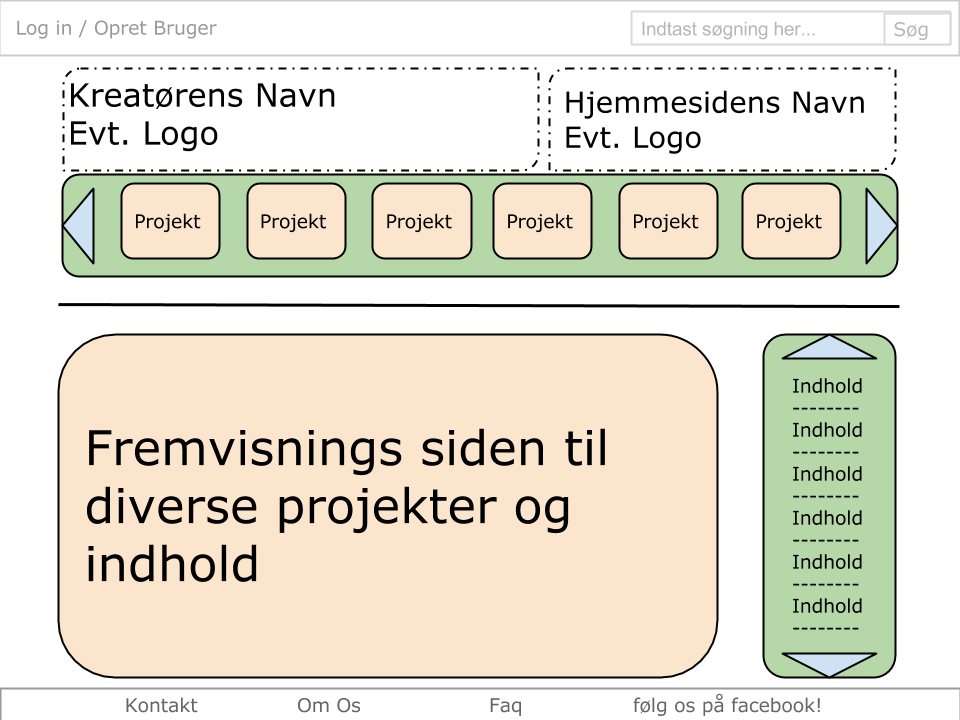 Log in / Opret Bruger
Indtast søgning her...
Søg
Kreatørens Navn
Evt. Logo
Hjemmesidens Navn
Evt. Logo
Projekt
Projekt
Projekt
Projekt
Projekt
Projekt
Fremvisnings siden til
diverse projekter og
indhold
Indhold
--------
Indhold
--------
Indhold
--------
Indhold
--------
Indhold
--------
Indhold
--------
Kontakt
Om Os
Faq
følg os på facebook!